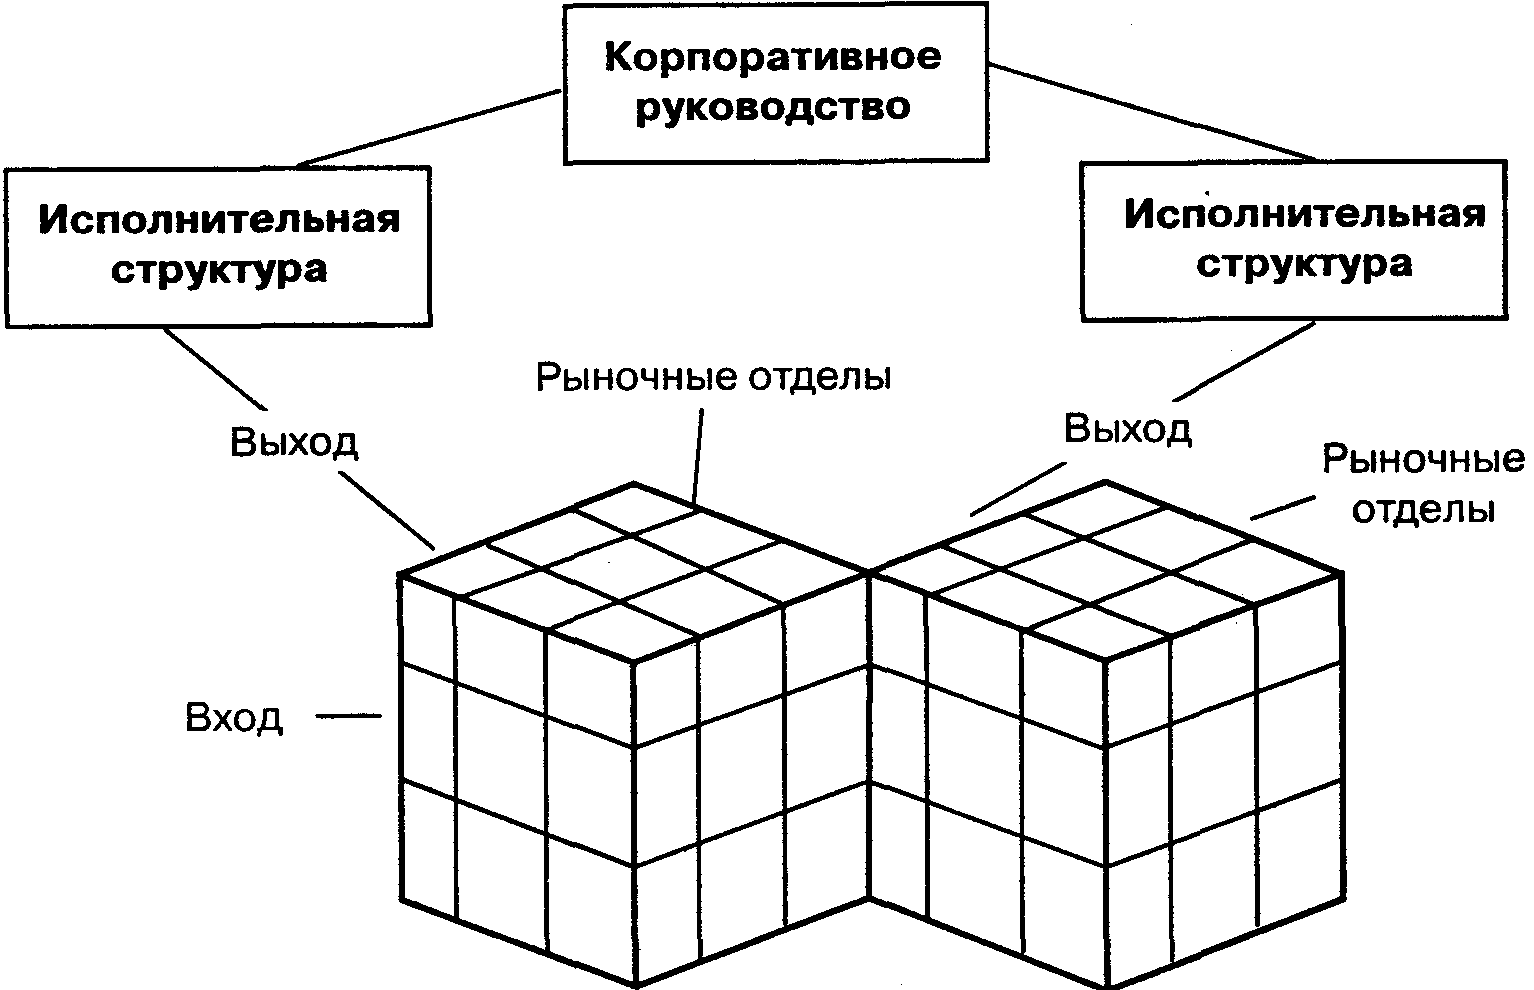 Корпоративное
руководство
Исполнительная
структура
Исполнительная
структура
Рыночные отделы
Выход
Выход
Рыночные
отделы
Вход